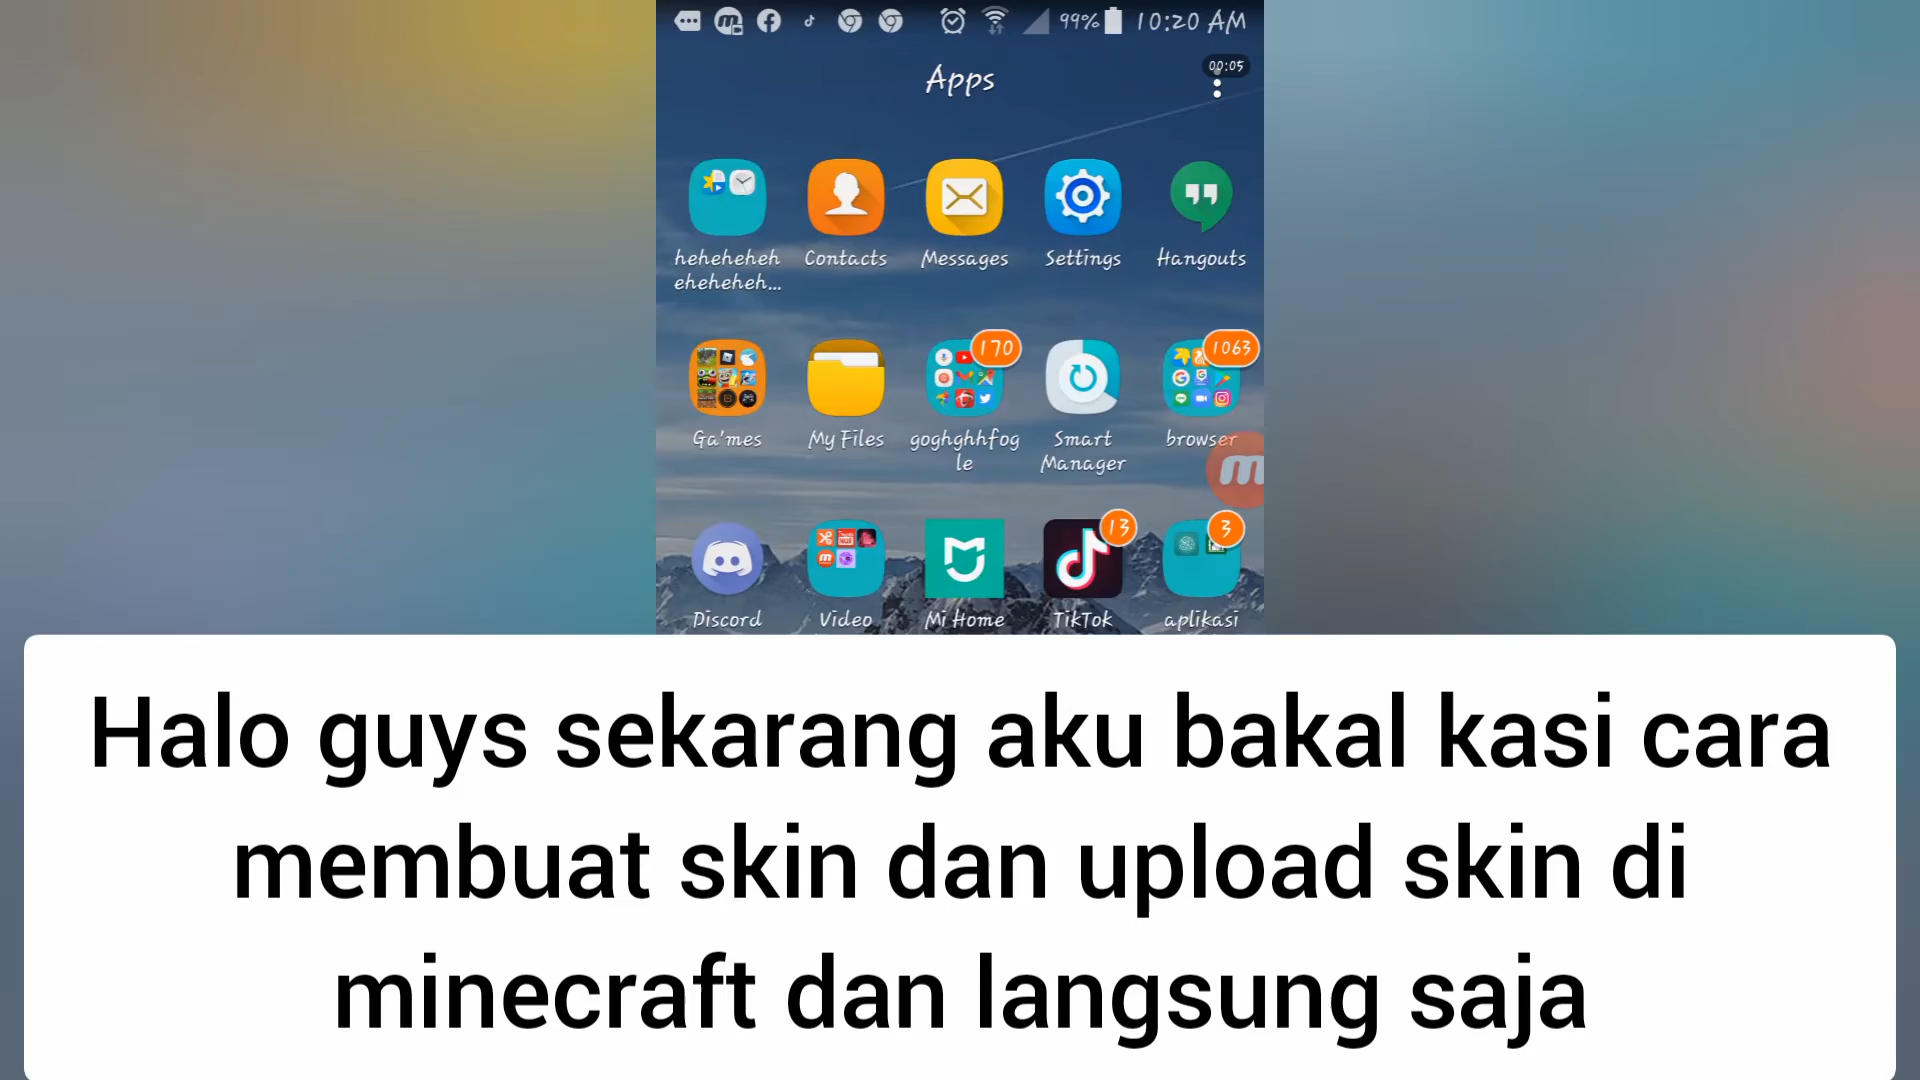 99% 10:20 AM
00:05
Apps
heheheheh Contacts Messages Settings Hangouts
eheheheh...
170 1063
Ga'mes My Files goghghhfog Smart browser
le Manager
13 3
Discord Video Mi Home TikTok aplikasi
Halo guys sekarang aku bakal kasi cara
membuat skin dan upload skin di
minecraft dan langsung saja